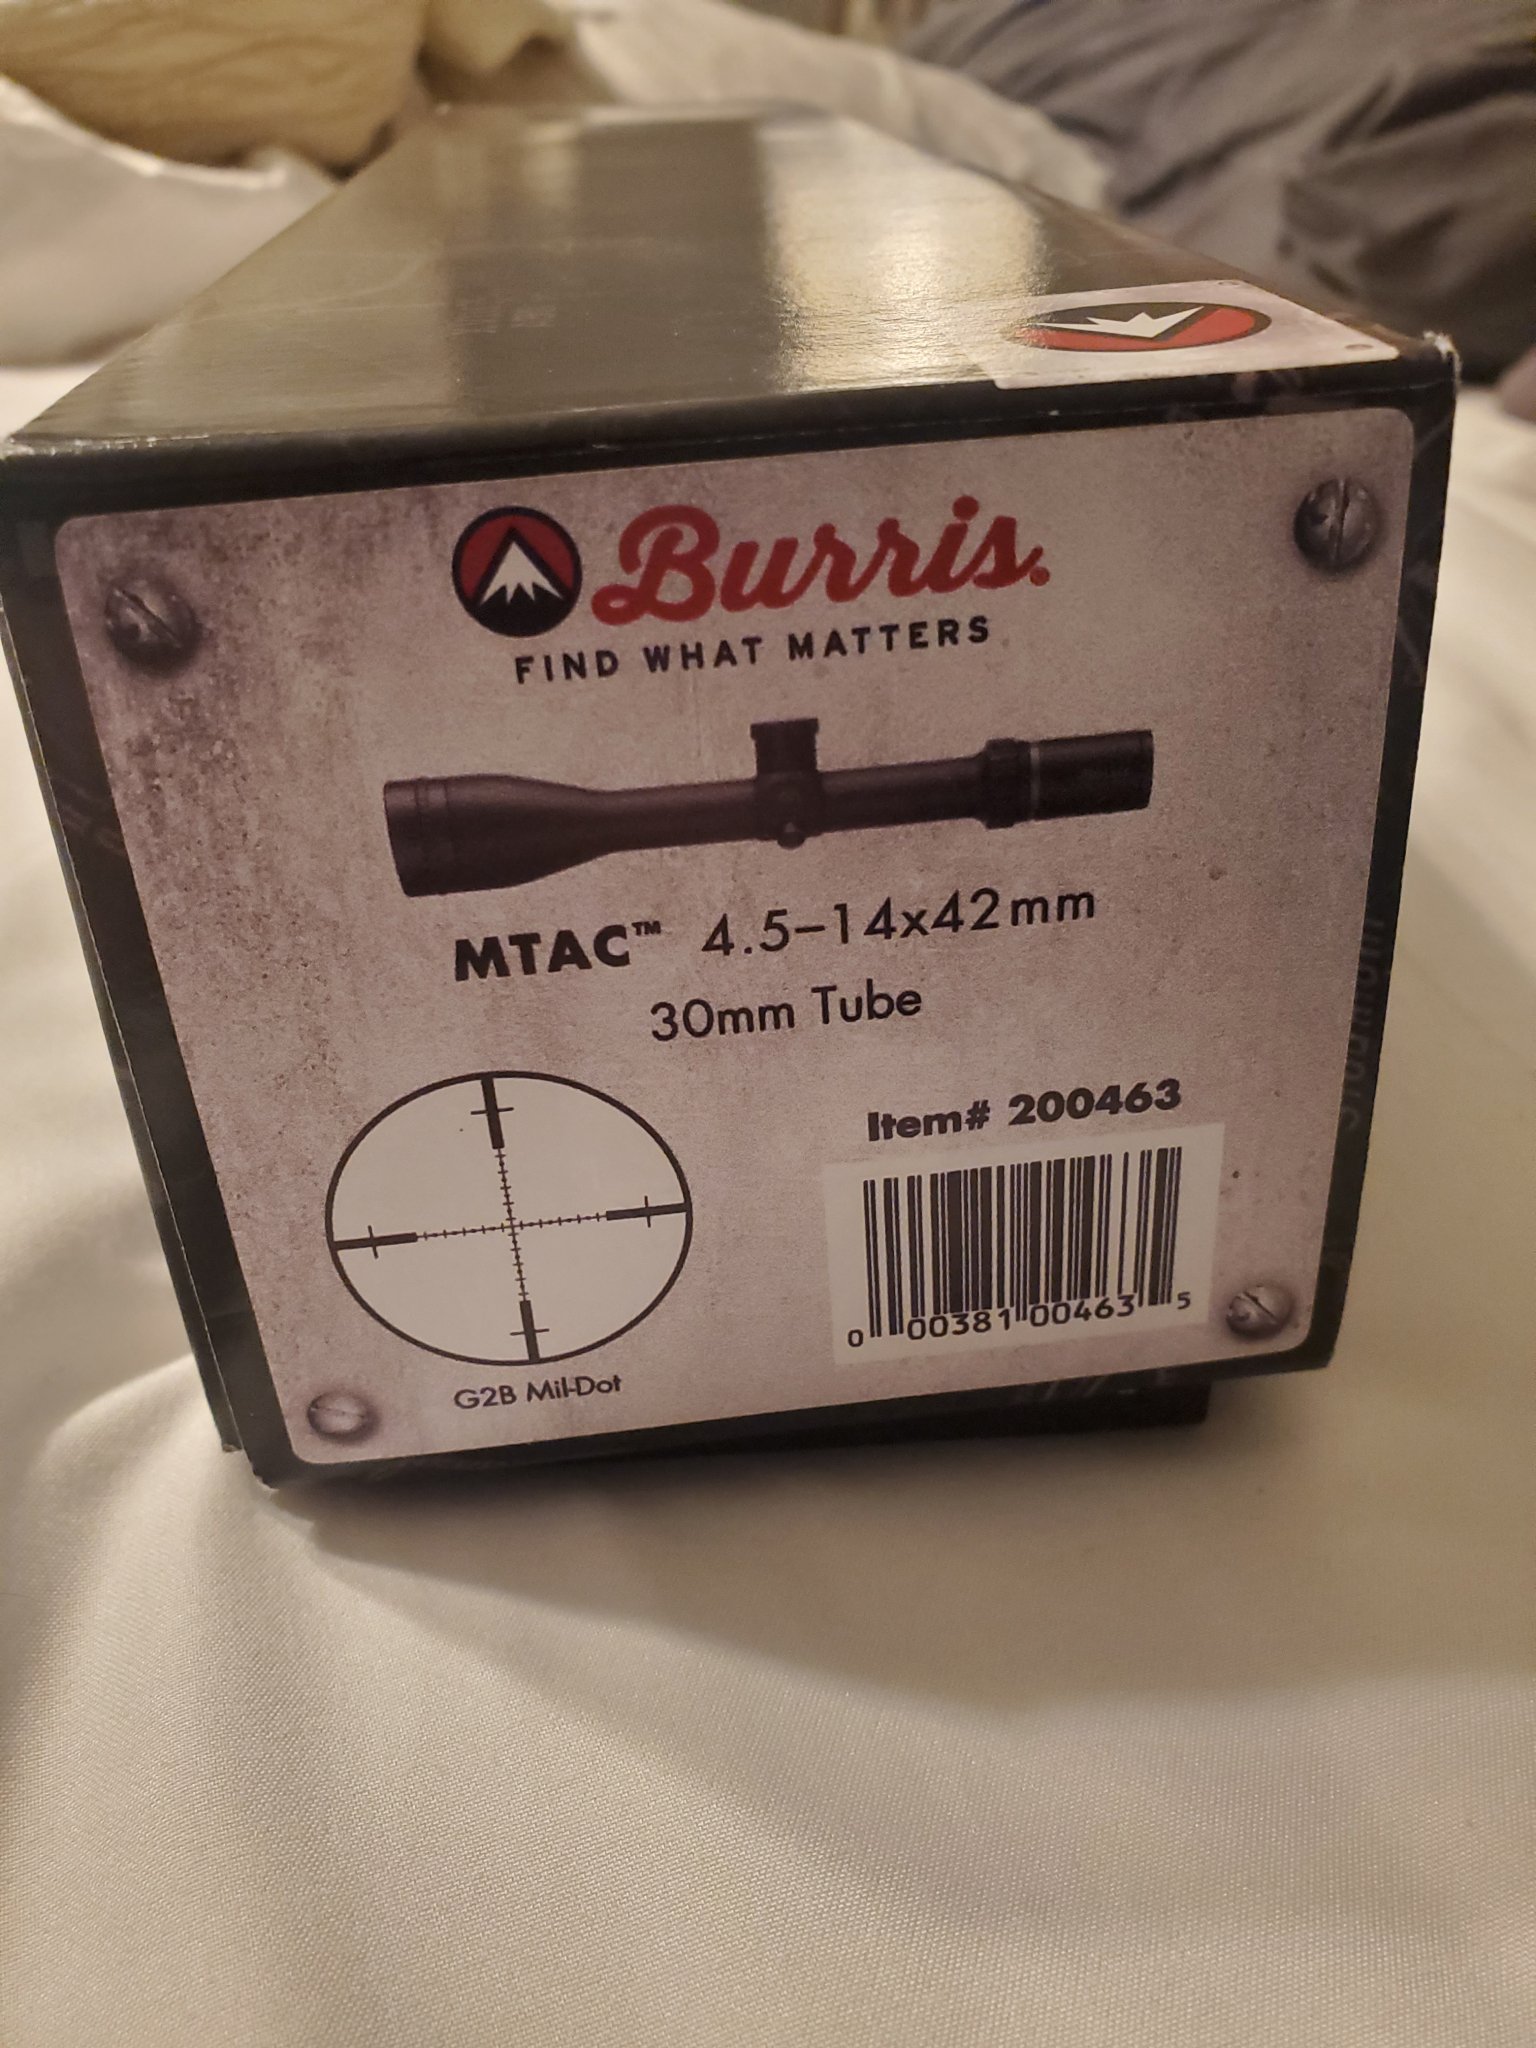 Burris.
FIND WHAT MATTERS
MTAC™ 4.5-14x42mm
30mm Tube
Item# 200463
0 00381 00463 5
G2B Mil-Dot